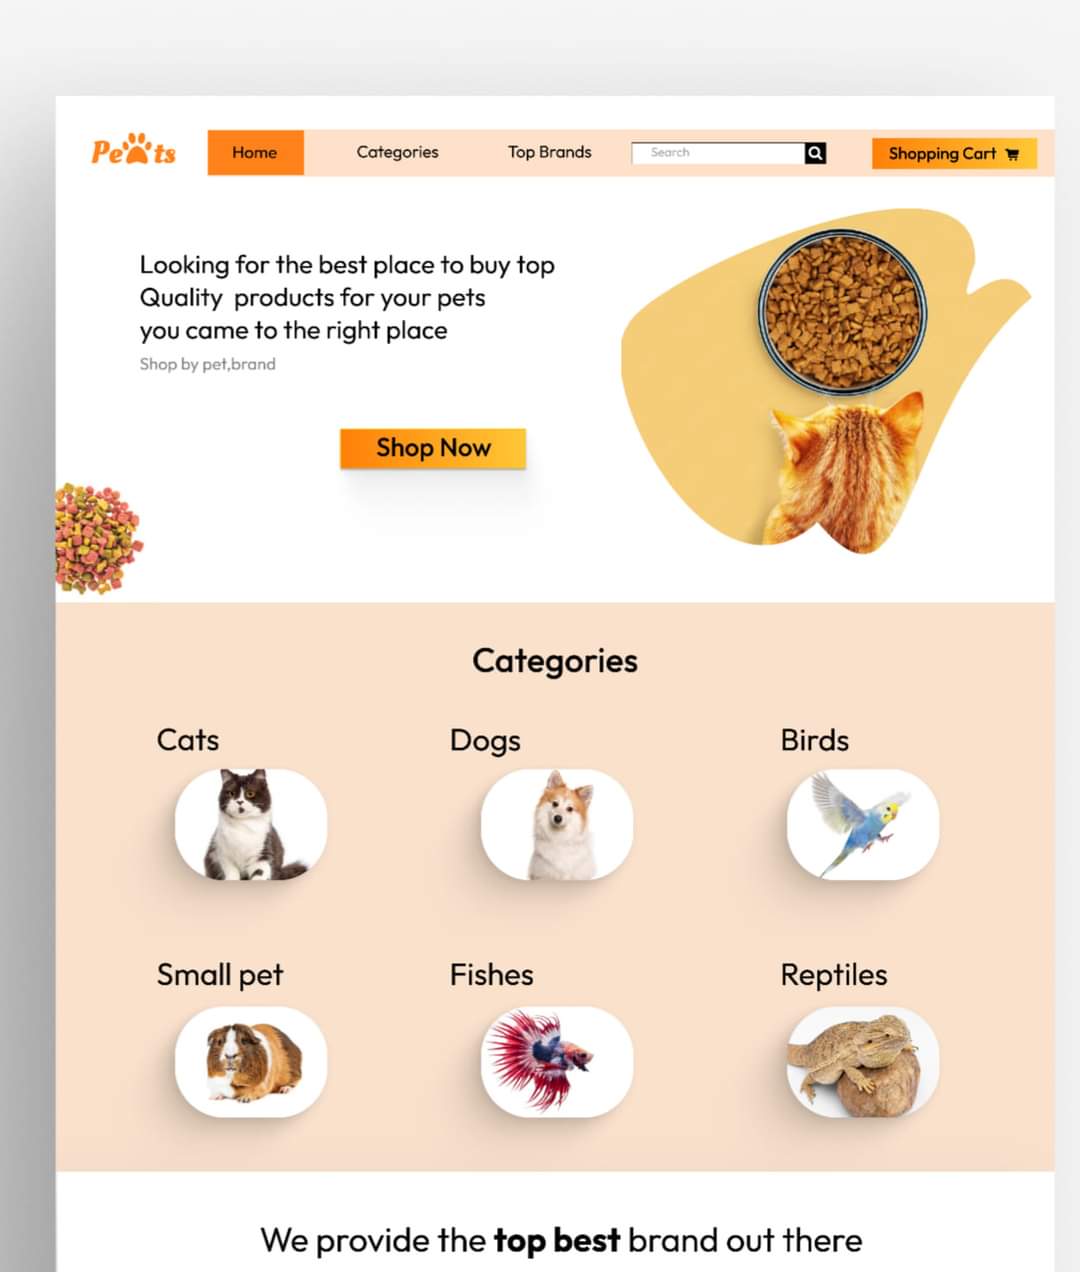 Pets
Home
Categories
Top Brands
Search
Shopping Cart
Looking for the best place to buy top
Quality products for your pets
you came to the right place
Shop by pet,brand
Shop Now
Categories
Cats
Dogs
Birds
Small pet
Fishes
Reptiles
We provide the top best brand out there